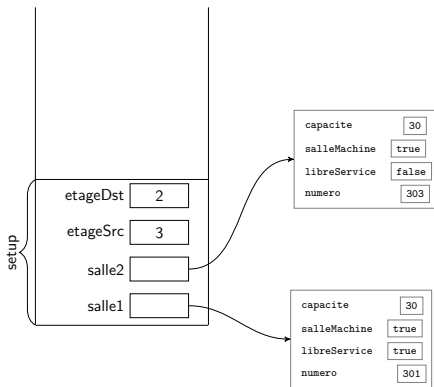 capacite 30
salleMachine true
libreService false
numero 303
setup
etageDst 2
etageSrc 3
salle2
salle1
capacite 30
salleMachine true
libreService true
numero 301